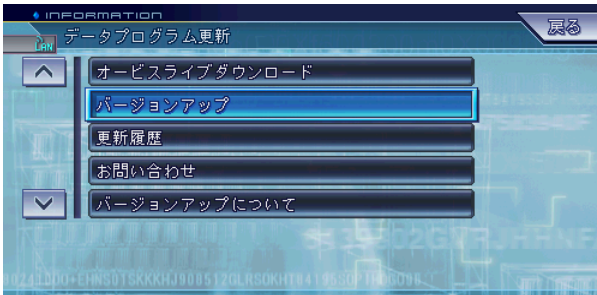 INFORMATION
戻る
LAN
データプログラム更新
オービスライブダウンロード
バージョンアップ
更新履歴
お問い合わせ
バージョンアップについて